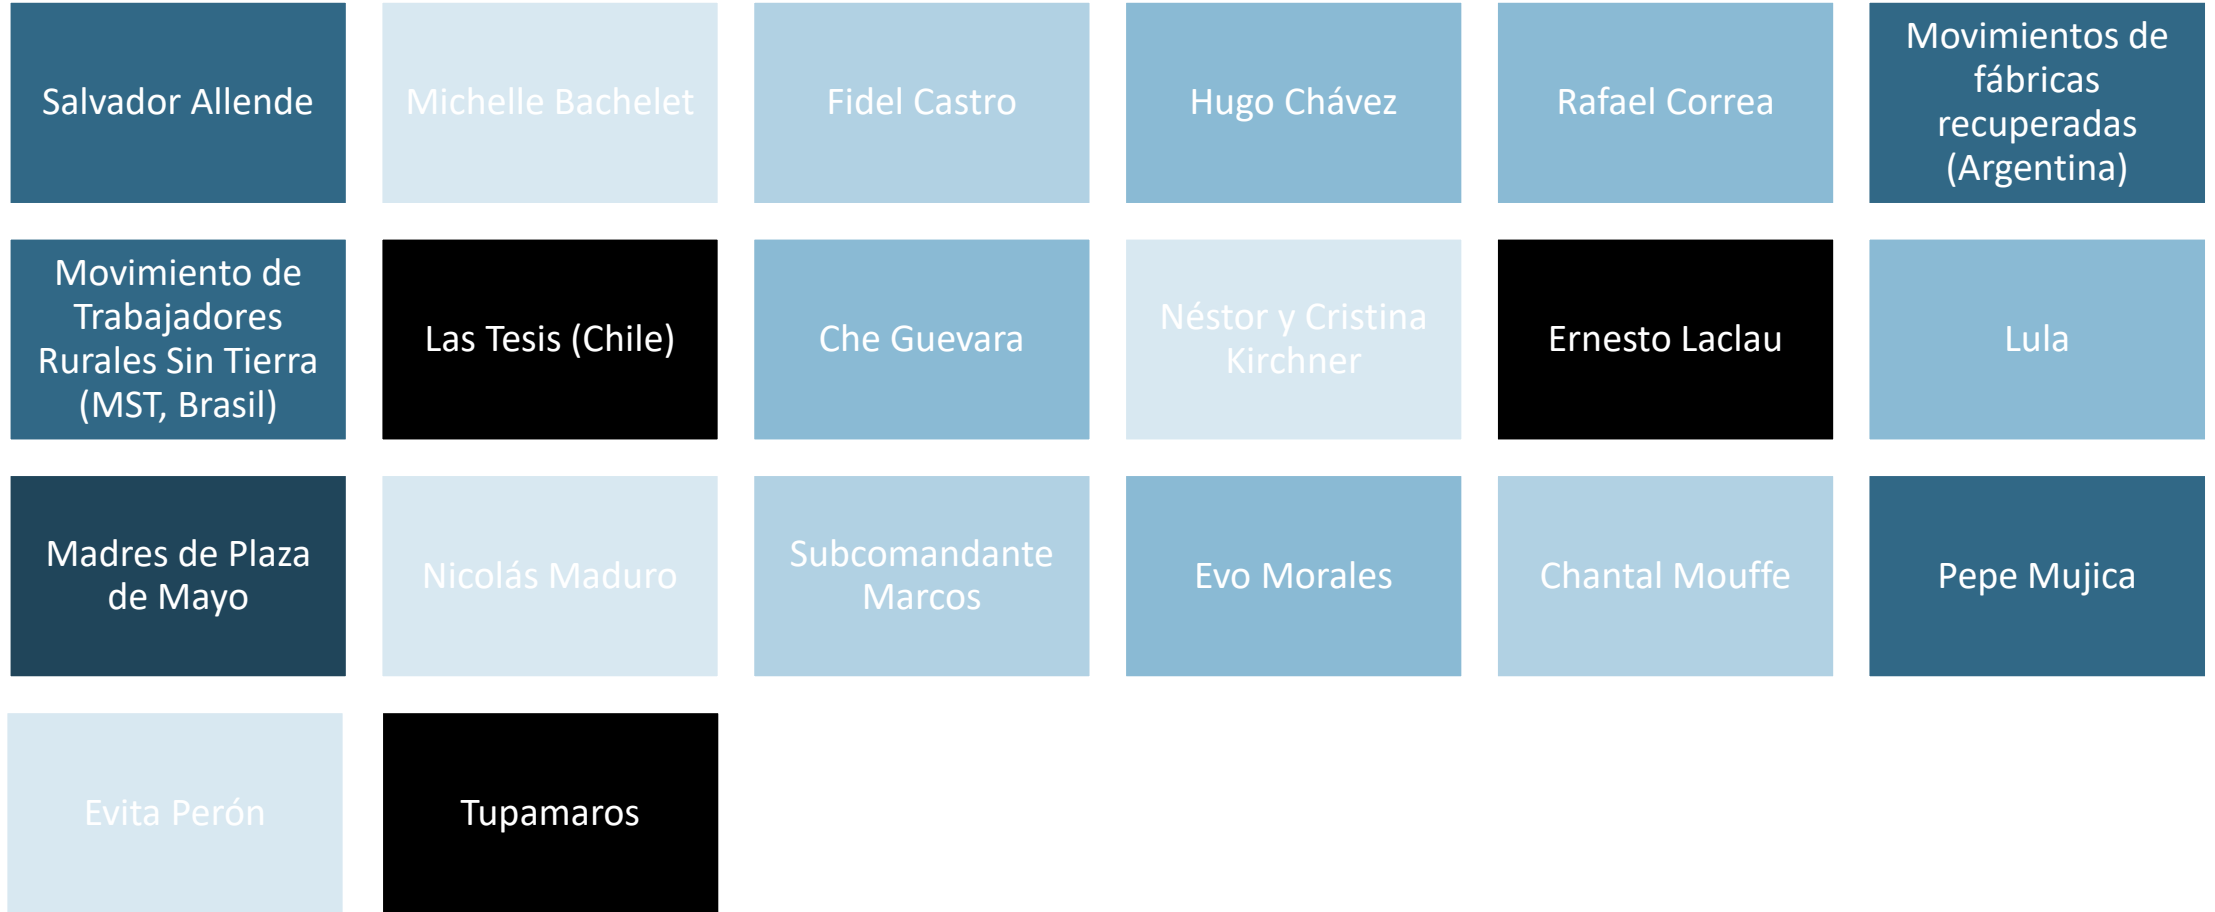 Salvador Allende
Michelle Bachelet
Fidel Castro
Hugo Chávez
Rafael Correa
Movimientos de
fábricas
recuperadas
(Argentina)
Movimiento de
Trabajadores
Rurales Sin Tierra
(MST, Brasil)
Las Tesis (Chile)
Che Guevara
Néstor y Cristina
Kirchner
Ernesto Laclau
Lula
Madres de Plaza
de Mayo
Nicolás Maduro
Subcomandante
Marcos
Evo Morales
Chantal Mouffe
Pepe Mujica
Evita Perón
Tupamaros